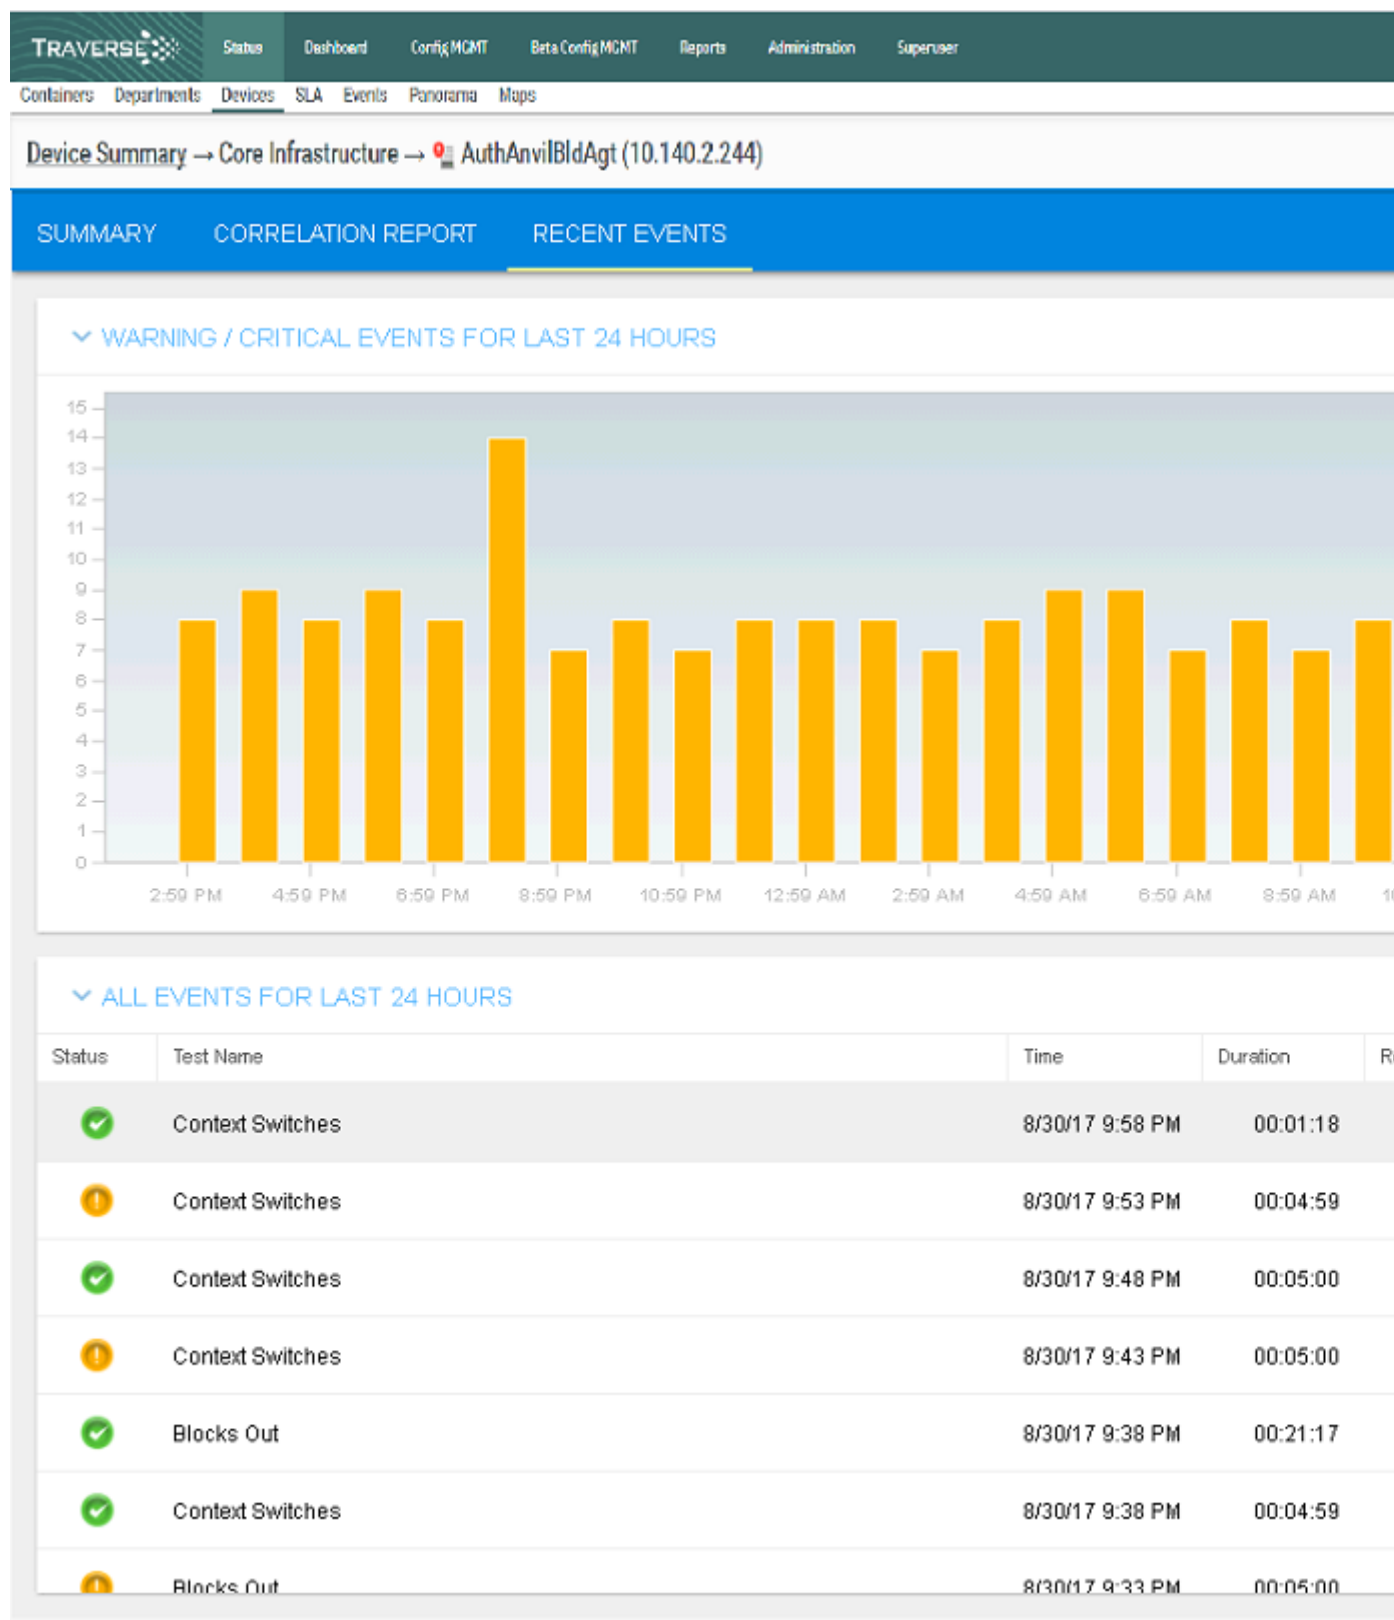 TRAVERSE Status Dashboard Config MGMT Beta Config MGMT Reports Administration Superuser
Containers Departments Devices SLA Events Panorama Maps
Device Summary → Core Infrastructure → AuthAnvilBldAgt (10.140.2.244)
SUMMARY CORRELATION REPORT RECENT EVENTS
WARNING / CRITICAL EVENTS FOR LAST 24 HOURS
15
14
13
12
11
10
9
8
7
6
5
4
3
2
1
0
2:59 PM 4:59 PM 6:59 PM 8:59 PM 10:59 PM 12:59 AM 2:59 AM 4:59 AM 6:59 AM 8:59 AM
ALL EVENTS FOR LAST 24 HOURS
Status Test Name Time Duration
Context Switches 8/30/17 9:58 PM 00:01:18
Context Switches 8/30/17 9:53 PM 00:04:59
Context Switches 8/30/17 9:48 PM 00:05:00
Context Switches 8/30/17 9:43 PM 00:05:00
Blocks Out 8/30/17 9:38 PM 00:21:17
Context Switches 8/30/17 9:38 PM 00:04:59
Blocks Out 8/30/17 9:33 PM 00:05:00